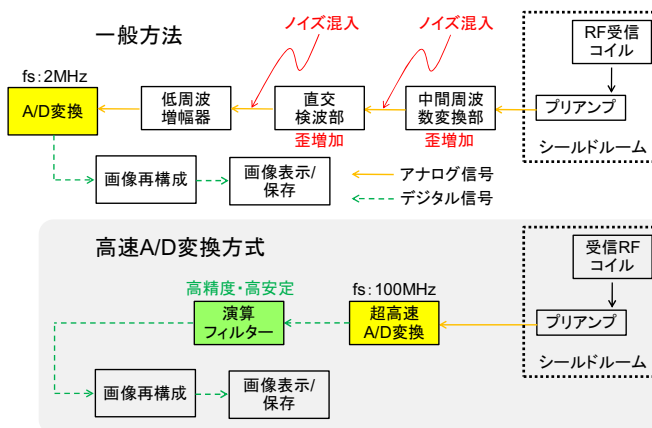 一般方法
ノイズ混入
ノイズ混入
RF受信
コイル
プリアンプ
シールドルーム
fs：2MHz
A/D変換
低周波
増幅器
直交
検波部
歪増加
中間周波
数変換部
歪増加
画像再構成
画像表示/
保存
アナログ信号
デジタル信号
高速A/D変換方式
受信RF
コイル
プリアンプ
シールドルーム
高精度・高安定
演算
フィルター
fs：100MHz
超高速
A/D変換
画像再構成
画像表示/
保存